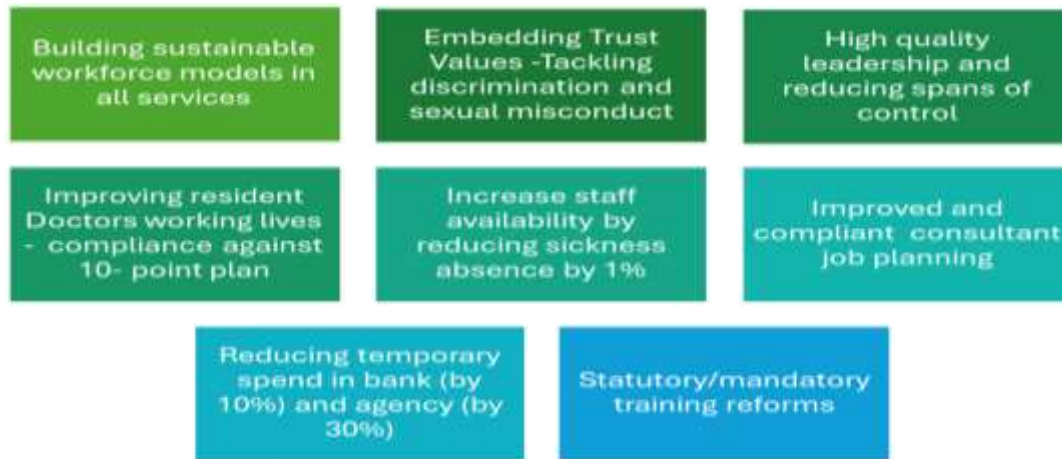 Building sustainable
workforce models in
all services
Embedding Trust
Values -Tackling
discrimination and
sexual misconduct
High quality
leadership and
reducing spans of
control
Improving resident
Doctors working lives
- compliance against
10- point plan
Increase staff
availability by
reducing sickness
absence by 1%
Improved and
compliant consultant
job planning
Reducing temporary
spend in bank (by
10%) and agency (by
30%)
Statutory/mandatory
training reforms